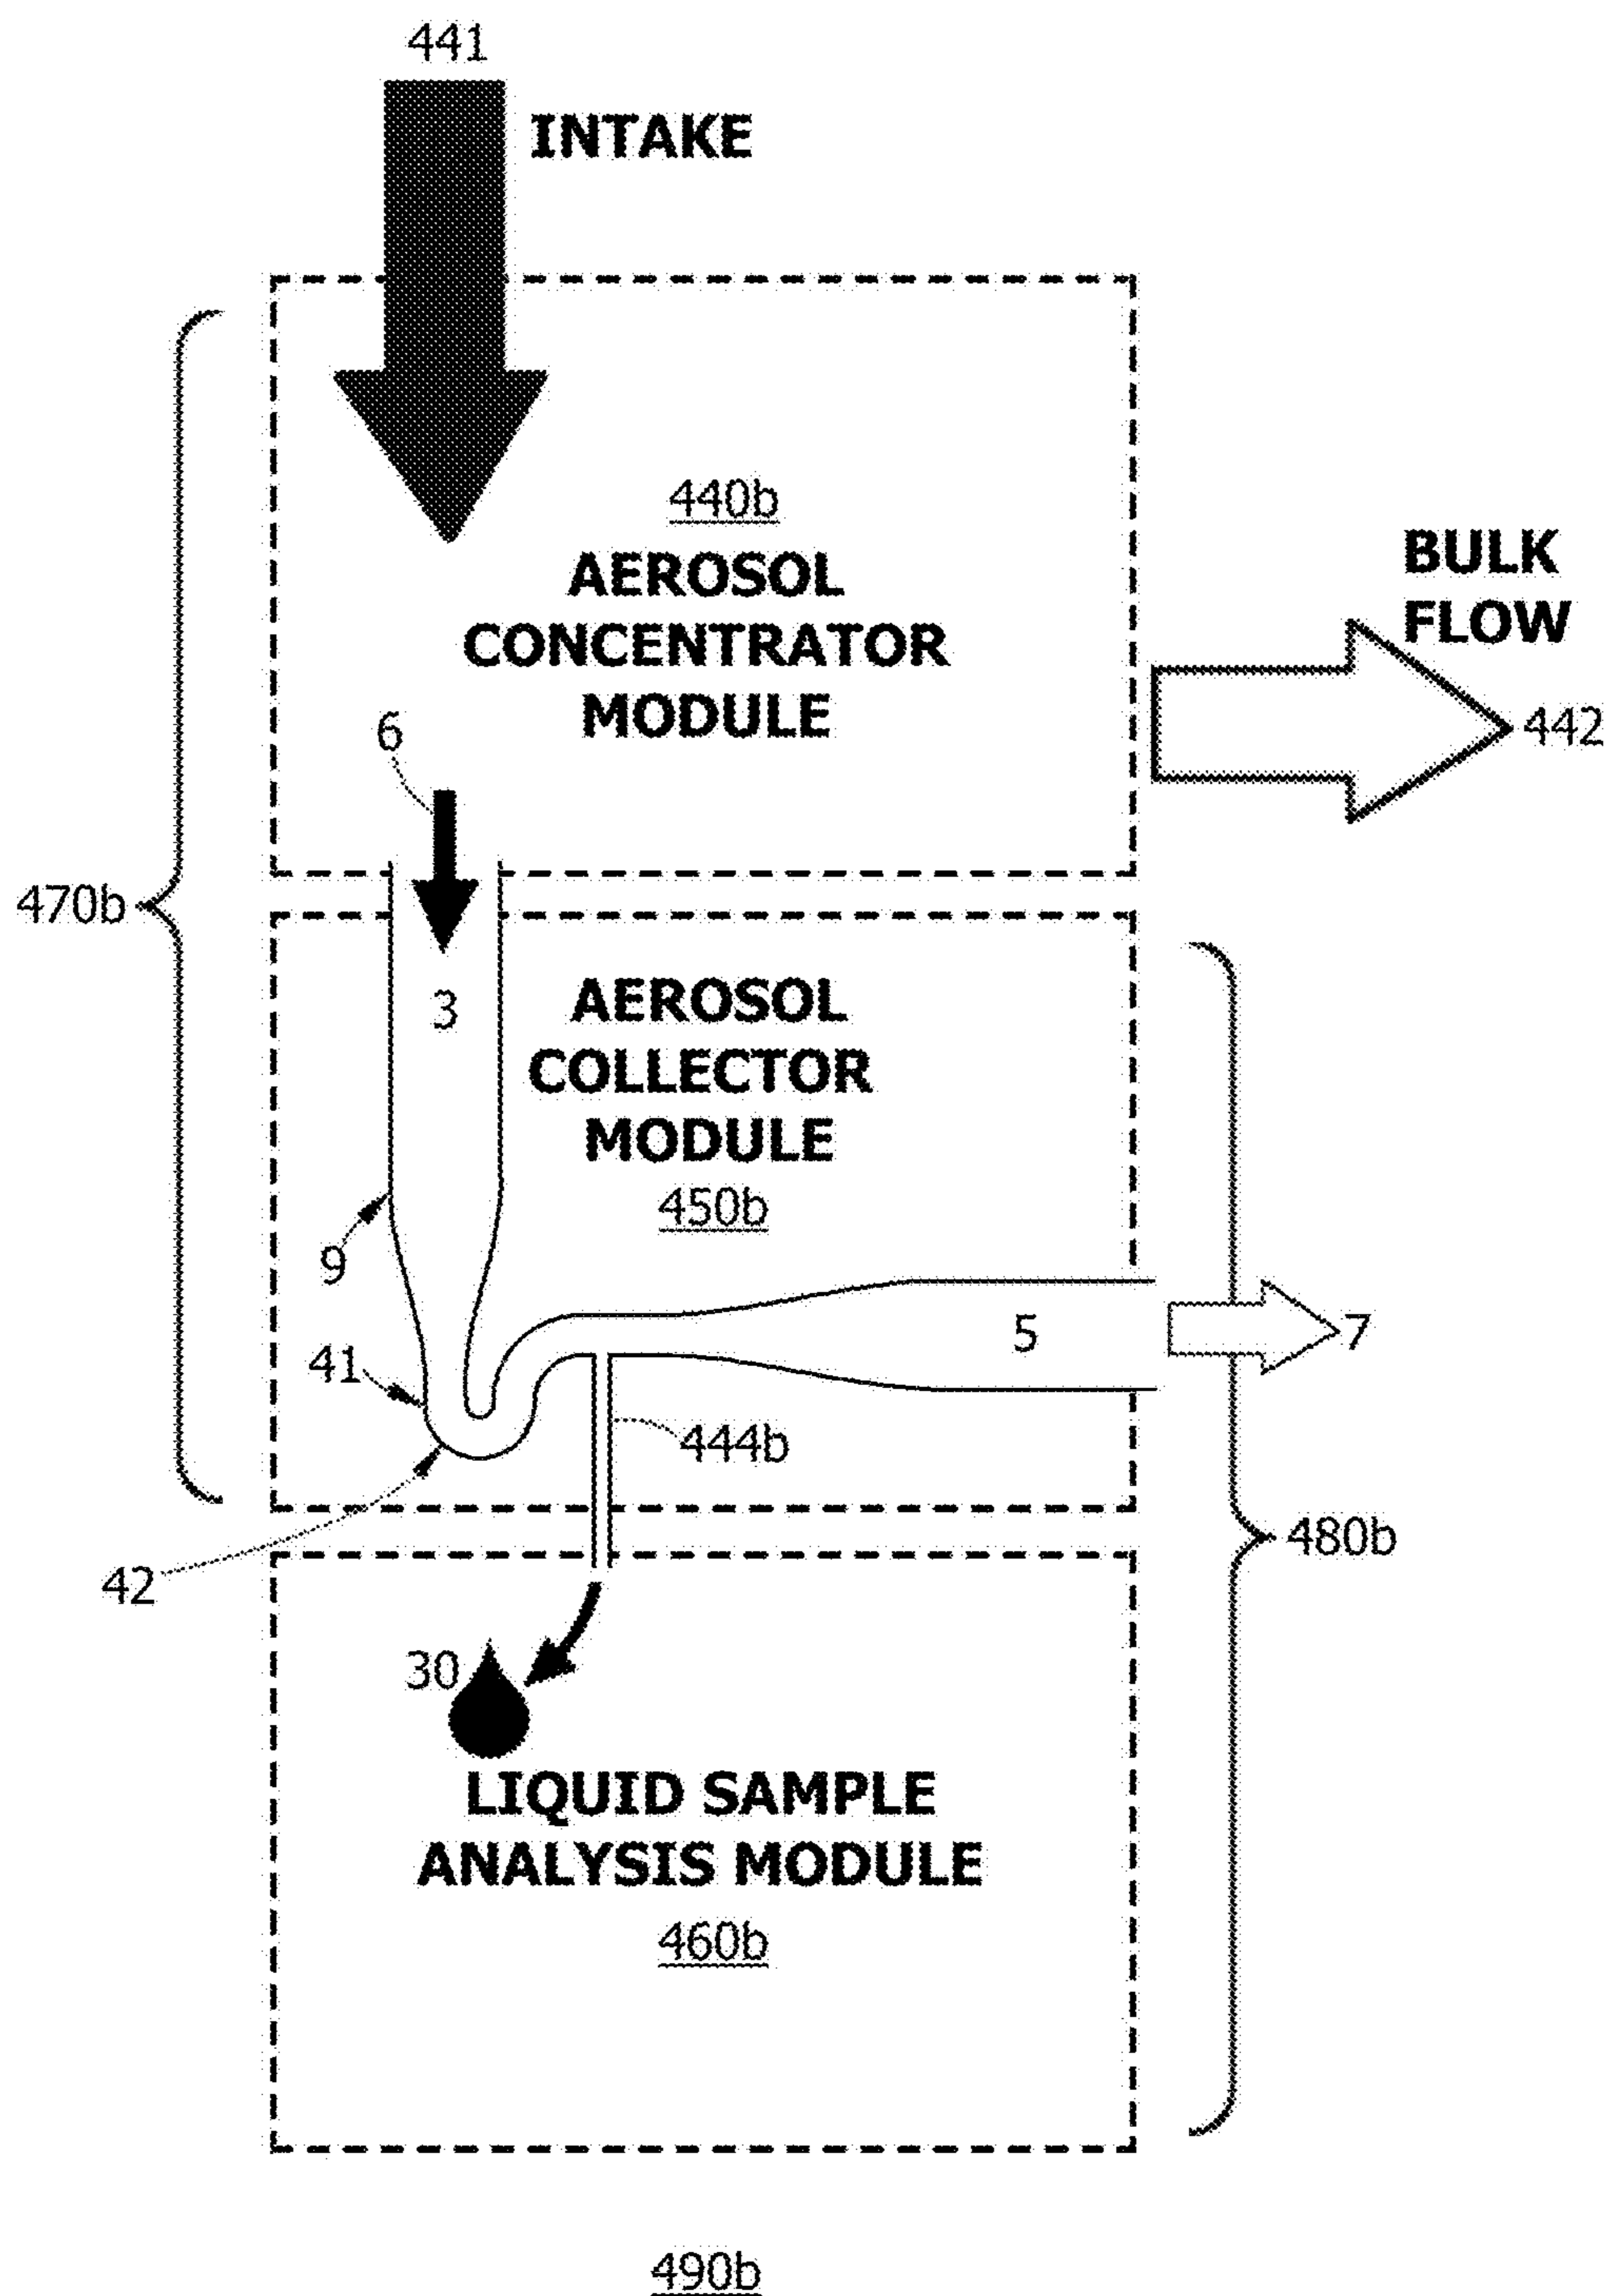 441
INTAKE
440b
AEROSOL
CONCENTRATOR
MODULE
BULK
FLOW
442
6
470b
3
AEROSOL
COLLECTOR
MODULE
450b
9
5
7
41
444b
42
480b
30
LIQUID SAMPLE
ANALYSIS MODULE
460b
490b